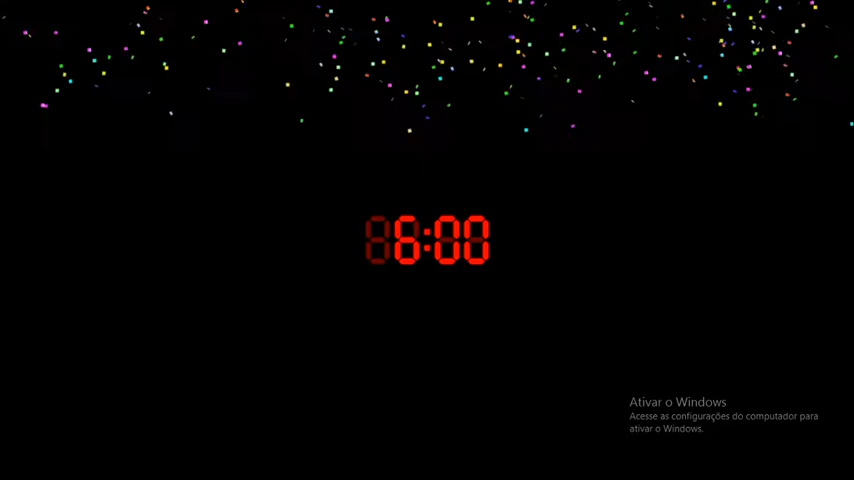 6:00
Ativar o Windows
Acesse as configurações do computador para
ativar o Windows.